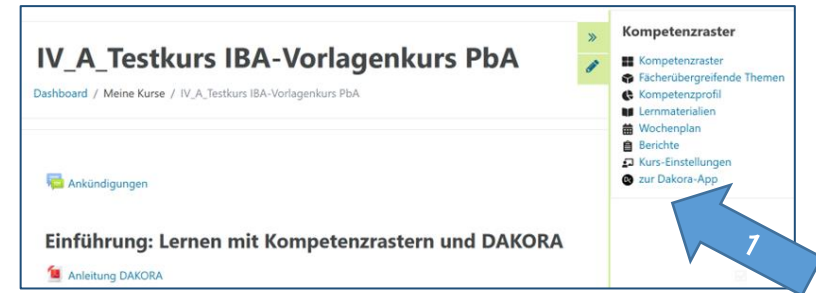 IV_A_Testkurs IBA-Vorlagenkurs PbA
Dashboard / Meine Kurse / IV_A_Testkurs IBA-Vorlagenkurs PbA
Ankündigungen
Einführung: Lernen mit Kompetenzrastern und DAKORA
Anleitung DAKORA
»
Kompetenzraster
Kompetenzraster
Fächerübergreifende Themen
Kompetenzprofil
Lernmaterialien
Wochenplan
Berichte
Kurs-Einstellungen
zur Dakora-App
1